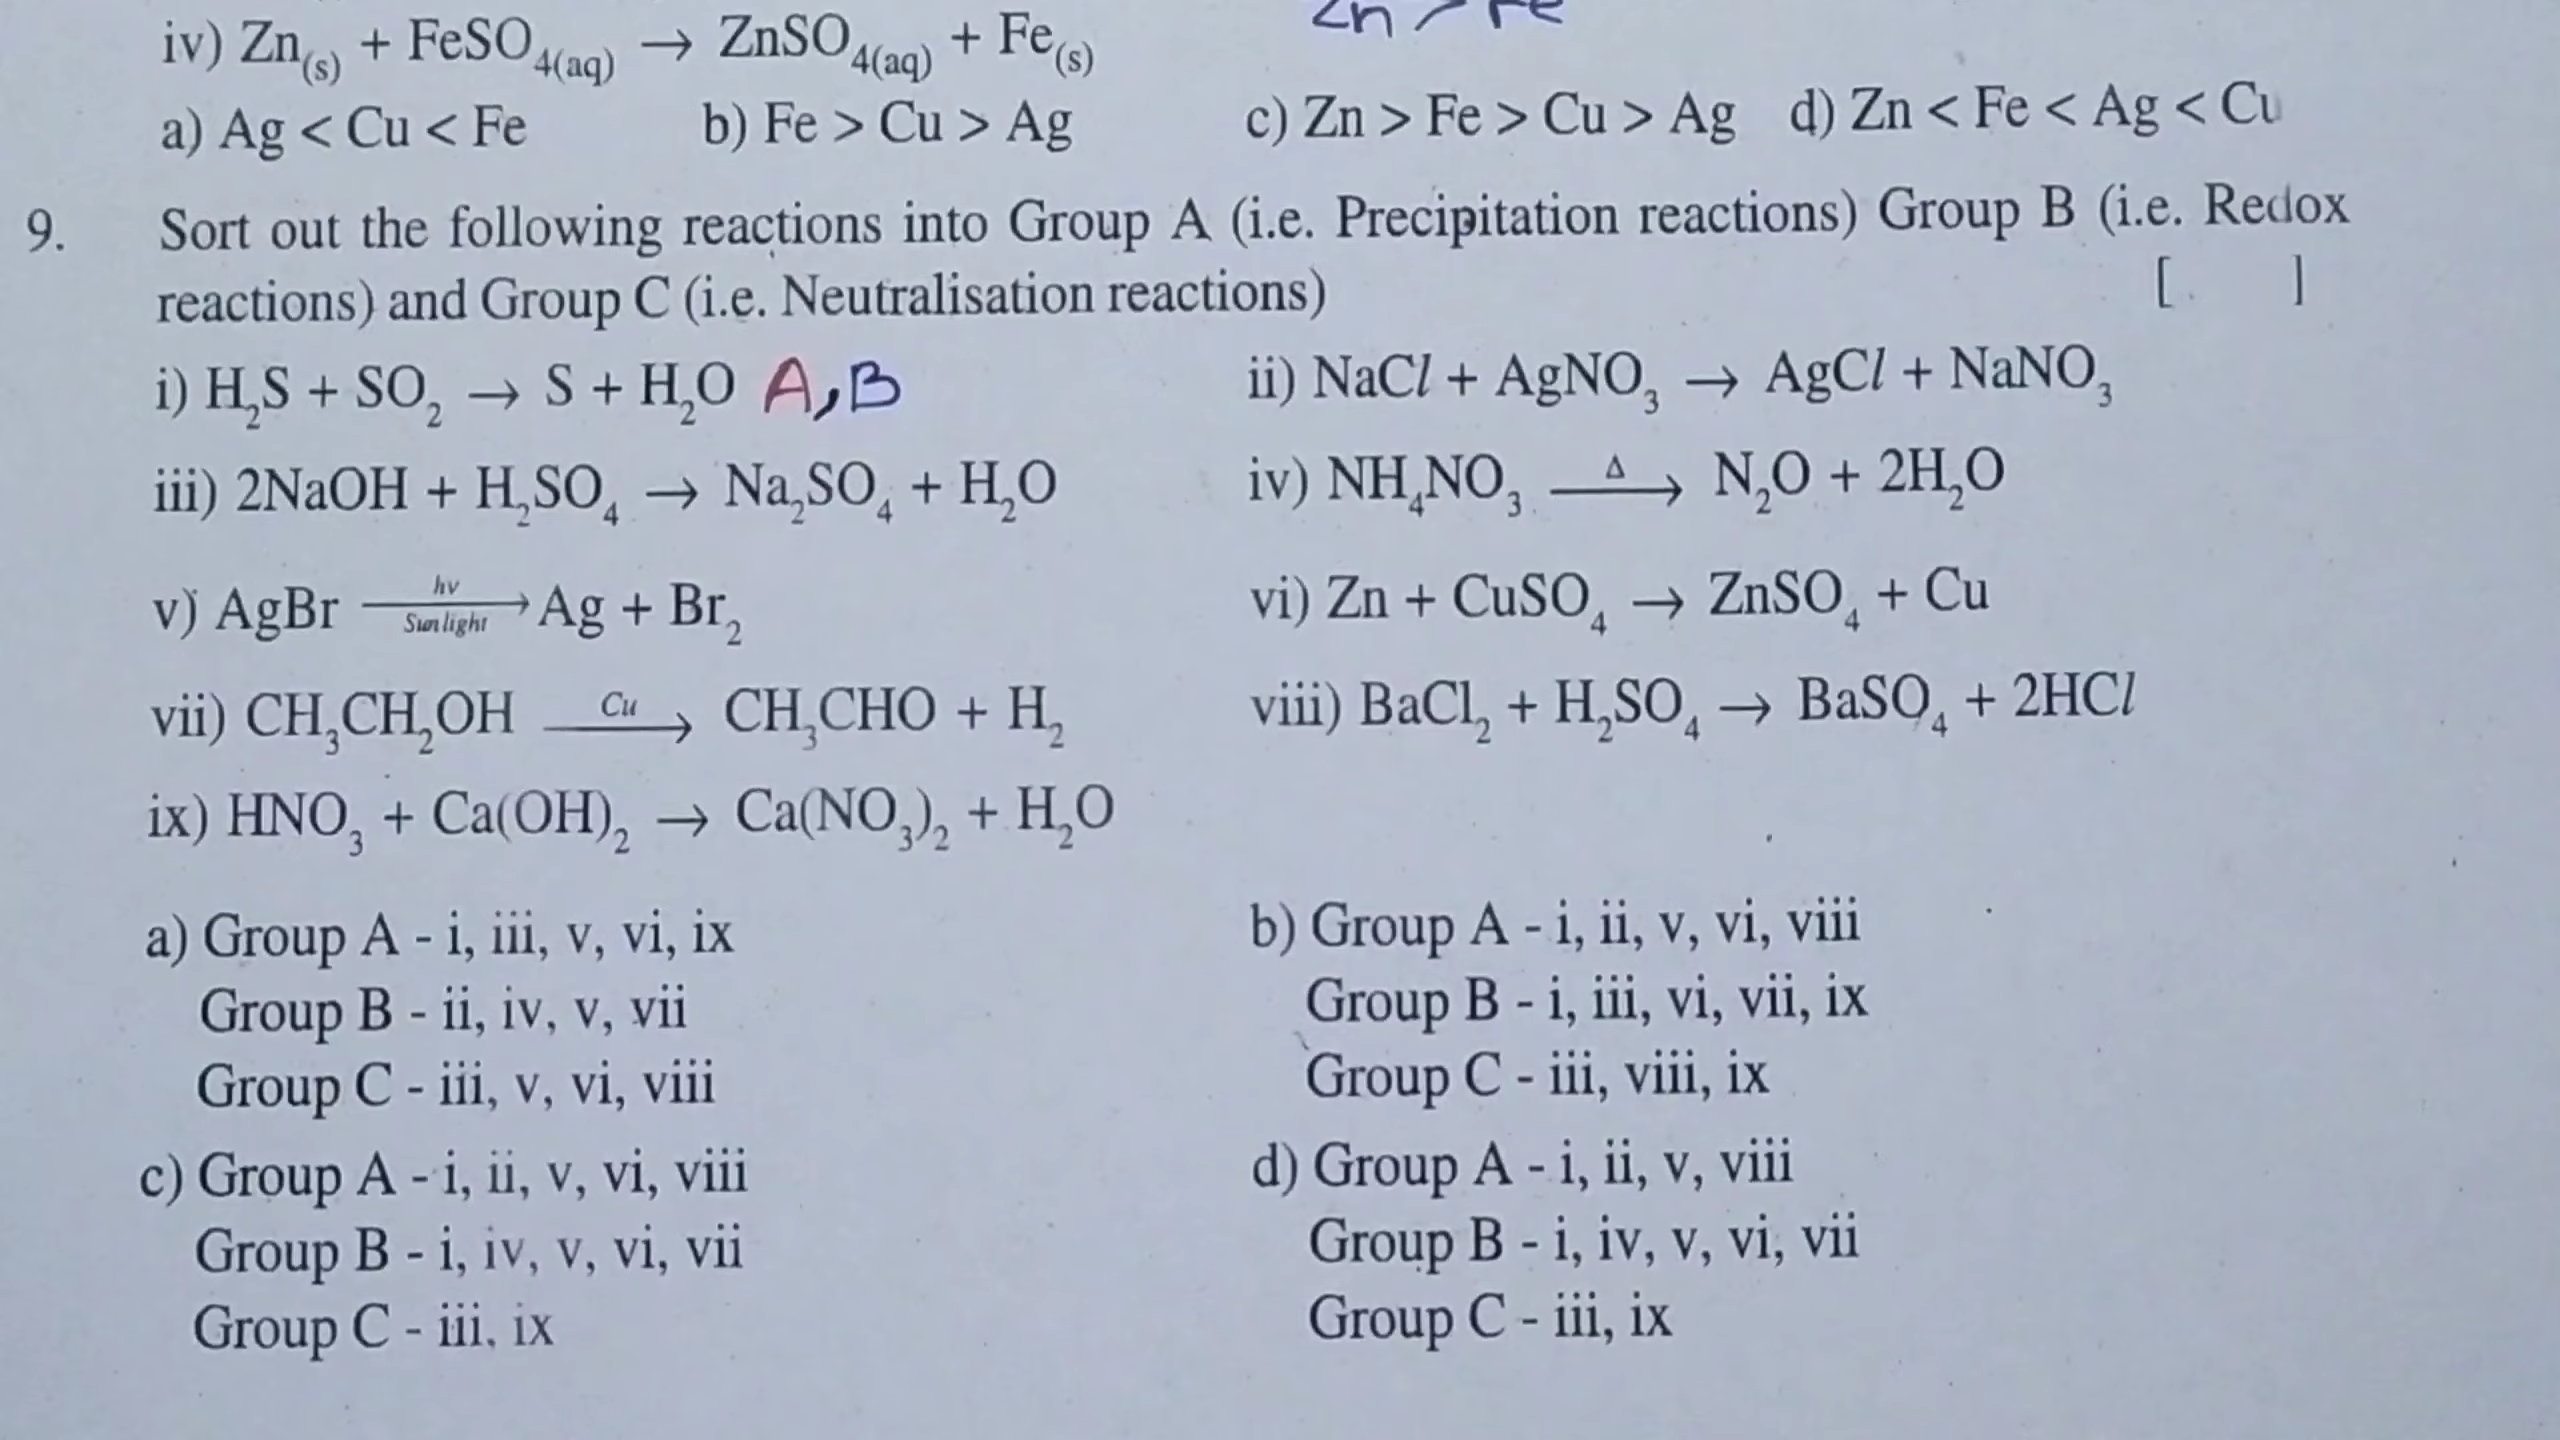 Zn > Fe
iv) Zn(s) + FeSO4(aq) → ZnSO4(aq) + Fe(s)
a) Ag < Cu < Fe b) Fe > Cu > Ag c) Zn > Fe > Cu > Ag d) Zn < Fe < Ag < Cu
9. Sort out the following reactions into Group A (i.e. Precipitation reactions) Group B (i.e. Redox
reactions) and Group C (i.e. Neutralisation reactions) [ ]
i) H₂S + SO₂ → S + H₂O A,B ii) NaCl + AgNO₃ → AgCl + NaNO₃
iii) 2NaOH + H₂SO₄ → Na₂SO₄ + H₂O iv) NH₄NO₃ —Δ→ N₂O + 2H₂O
v) AgBr —hν Sunlight→ Ag + Br₂ vi) Zn + CuSO₄ → ZnSO₄ + Cu
vii) CH₃CH₂OH —Cu→ CH₃CHO + H₂ viii) BaCl₂ + H₂SO₄ → BaSO₄ + 2HCl
ix) HNO₃ + Ca(OH)₂ → Ca(NO₃)₂ + H₂O
a) Group A - i, iii, v, vi, ix
Group B - ii, iv, v, vii
Group C - iii, v, vi, viii
b) Group A - i, ii, v, vi, viii
Group B - i, iii, vi, vii, ix
Group C - iii, viii, ix
c) Group A - i, ii, v, vi, viii
Group B - i, iv, v, vi, vii
Group C - iii, ix
d) Group A - i, ii, v, viii
Group B - i, iv, v, vi, vii
Group C - iii, ix